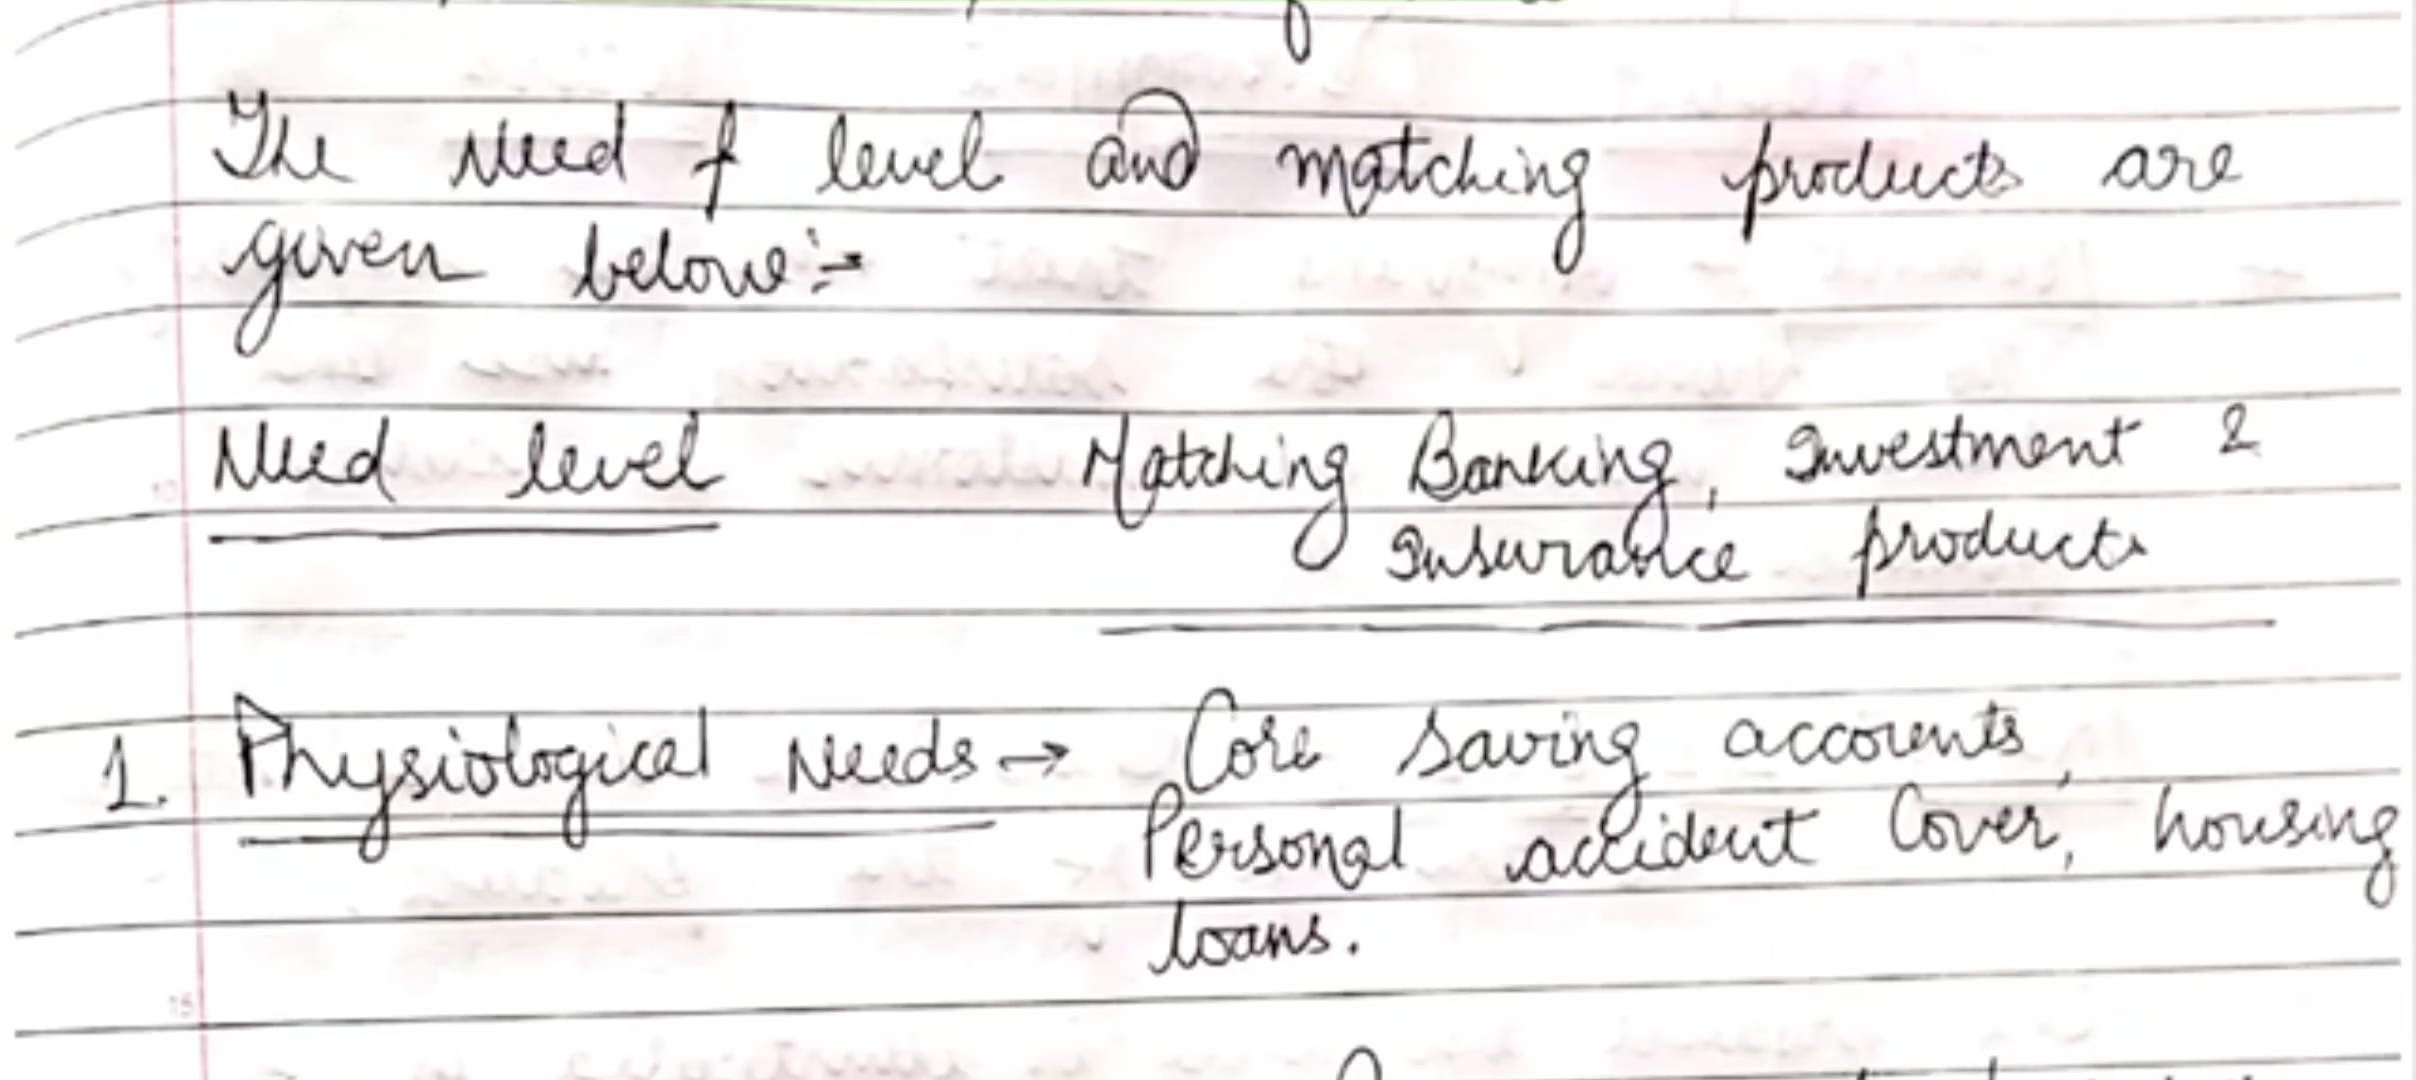 The Need of level and matching products are
given below:-
Need level Matching Banking, Investment &
Insurance products
1. Physiological Needs → Core saving accounts,
Personal accident Cover, housing
loans.